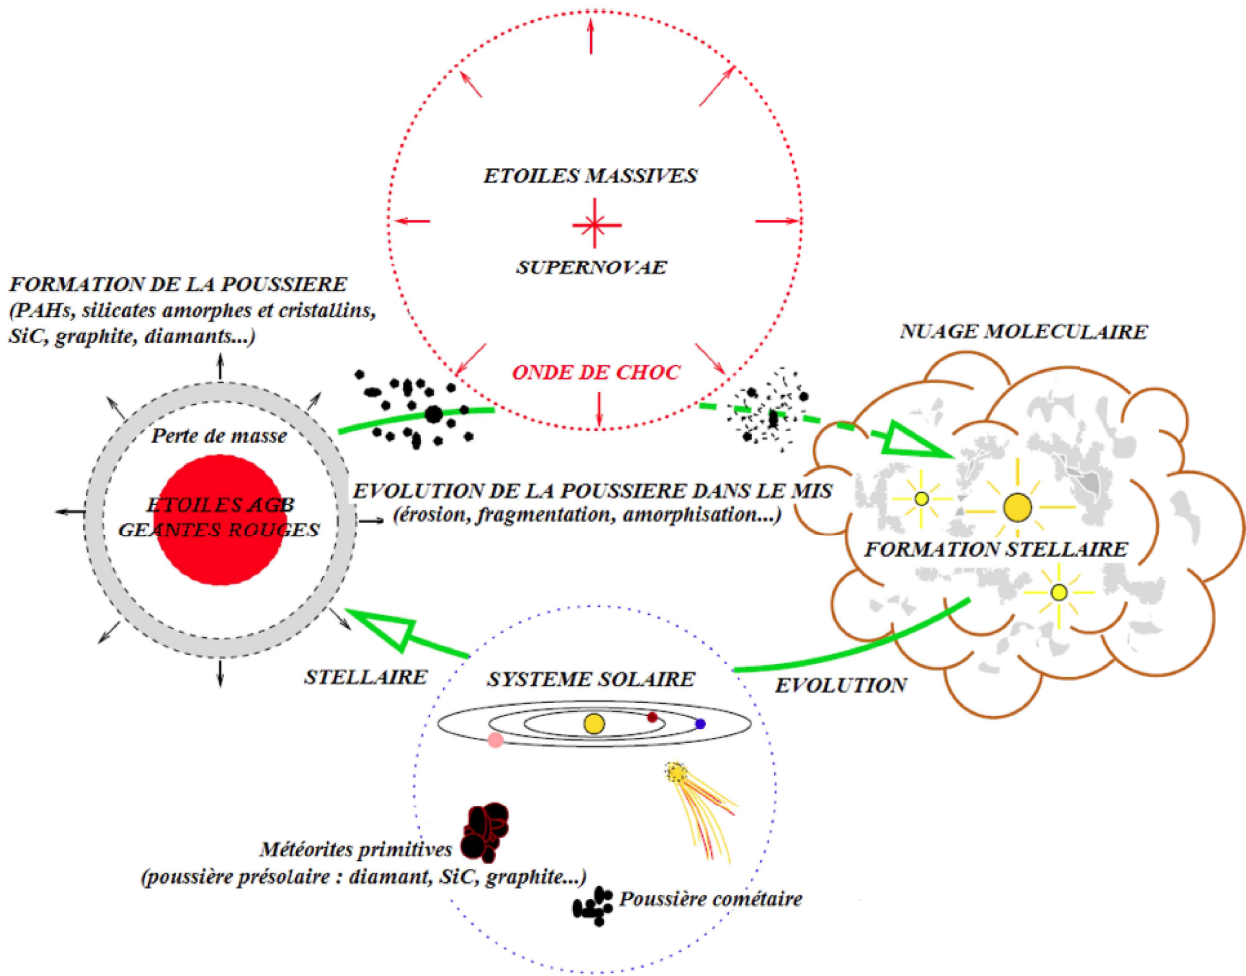 ETOILES MASSIVES
SUPERNOVAE
ONDE DE CHOC
FORMATION DE LA POUSSIERE
(PAHs, silicates amorphes et cristallins,
SiC, graphite, diamants...)
Perte de masse
ETOILES AGB
GEANTES ROUGES
NUAGE MOLECULAIRE
FORMATION STELLAIRE
EVOLUTION DE LA POUSSIERE DANS LE MIS
(érosion, fragmentation, amorphisation...)
STELLAIRE
EVOLUTION
SYSTEME SOLAIRE
Météorites primitives
(poussière présolaire : diamant, SiC, graphite...)
Poussière cométaire